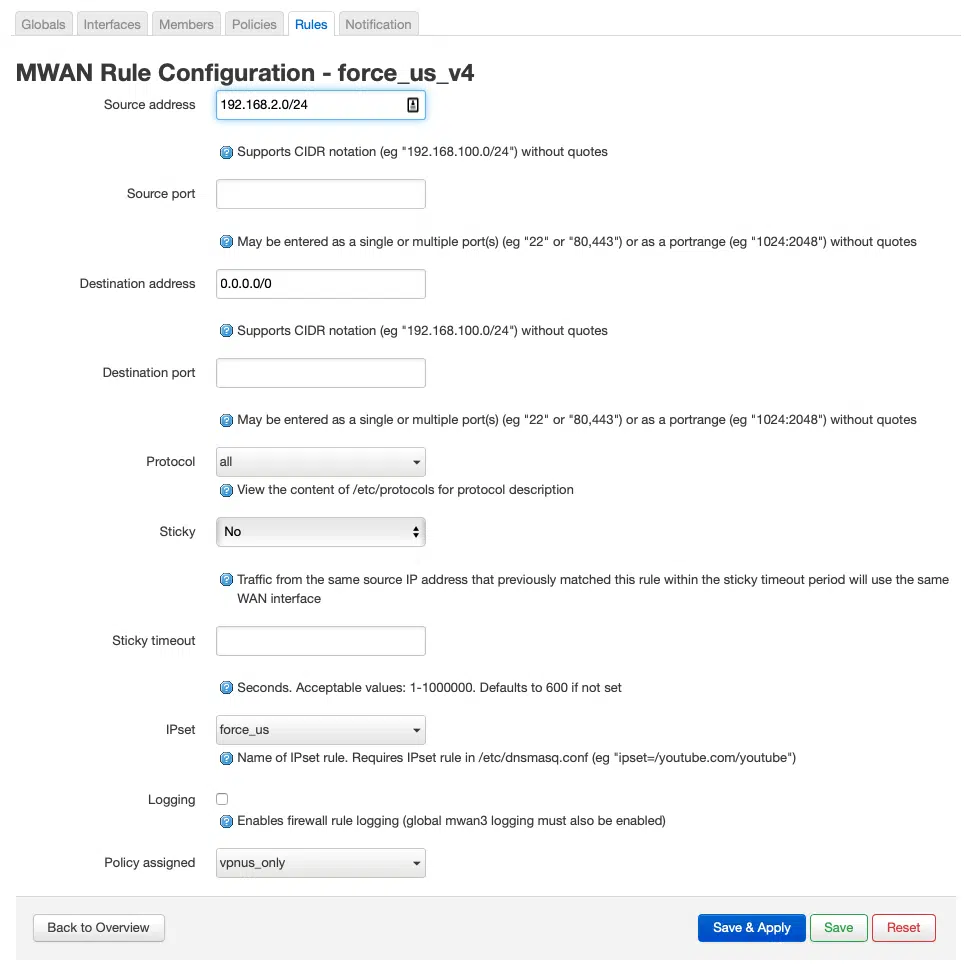 Globals Interfaces Members Policies Rules Notification
MWAN Rule Configuration - force_us_v4
Source address 192.168.2.0/24
Supports CIDR notation (eg "192.168.100.0/24") without quotes
Source port
May be entered as a single or multiple port(s) (eg "22" or "80,443") or as a portrange (eg "1024:2048") without quotes
Destination address 0.0.0.0/0
Supports CIDR notation (eg "192.168.100.0/24") without quotes
Destination port
May be entered as a single or multiple port(s) (eg "22" or "80,443") or as a portrange (eg "1024:2048") without quotes
Protocol all
View the content of /etc/protocols for protocol description
Sticky No
Traffic from the same source IP address that previously matched this rule within the sticky timeout period will use the same
WAN interface
Sticky timeout
Seconds. Acceptable values: 1-1000000. Defaults to 600 if not set
IPset force_us
Name of IPset rule. Requires IPset rule in /etc/dnsmasq.conf (eg "ipset=/youtube.com/youtube")
Logging
Enables firewall rule logging (global mwan3 logging must also be enabled)
Policy assigned vpnus_only
Back to Overview Save & Apply Save Reset